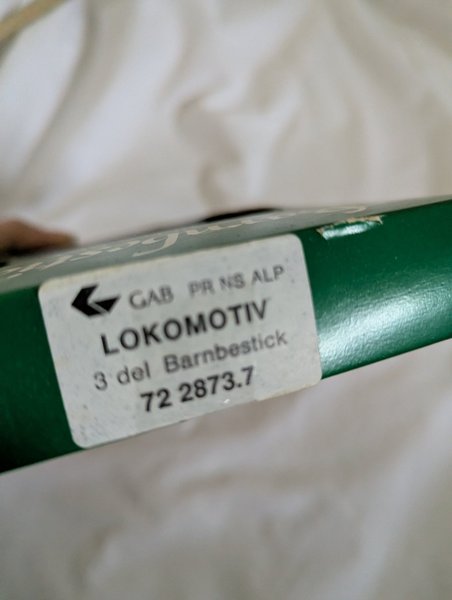 GAB PR NS ALP
LOKOMOTIV
3 del Barnbestick
72 2873.7